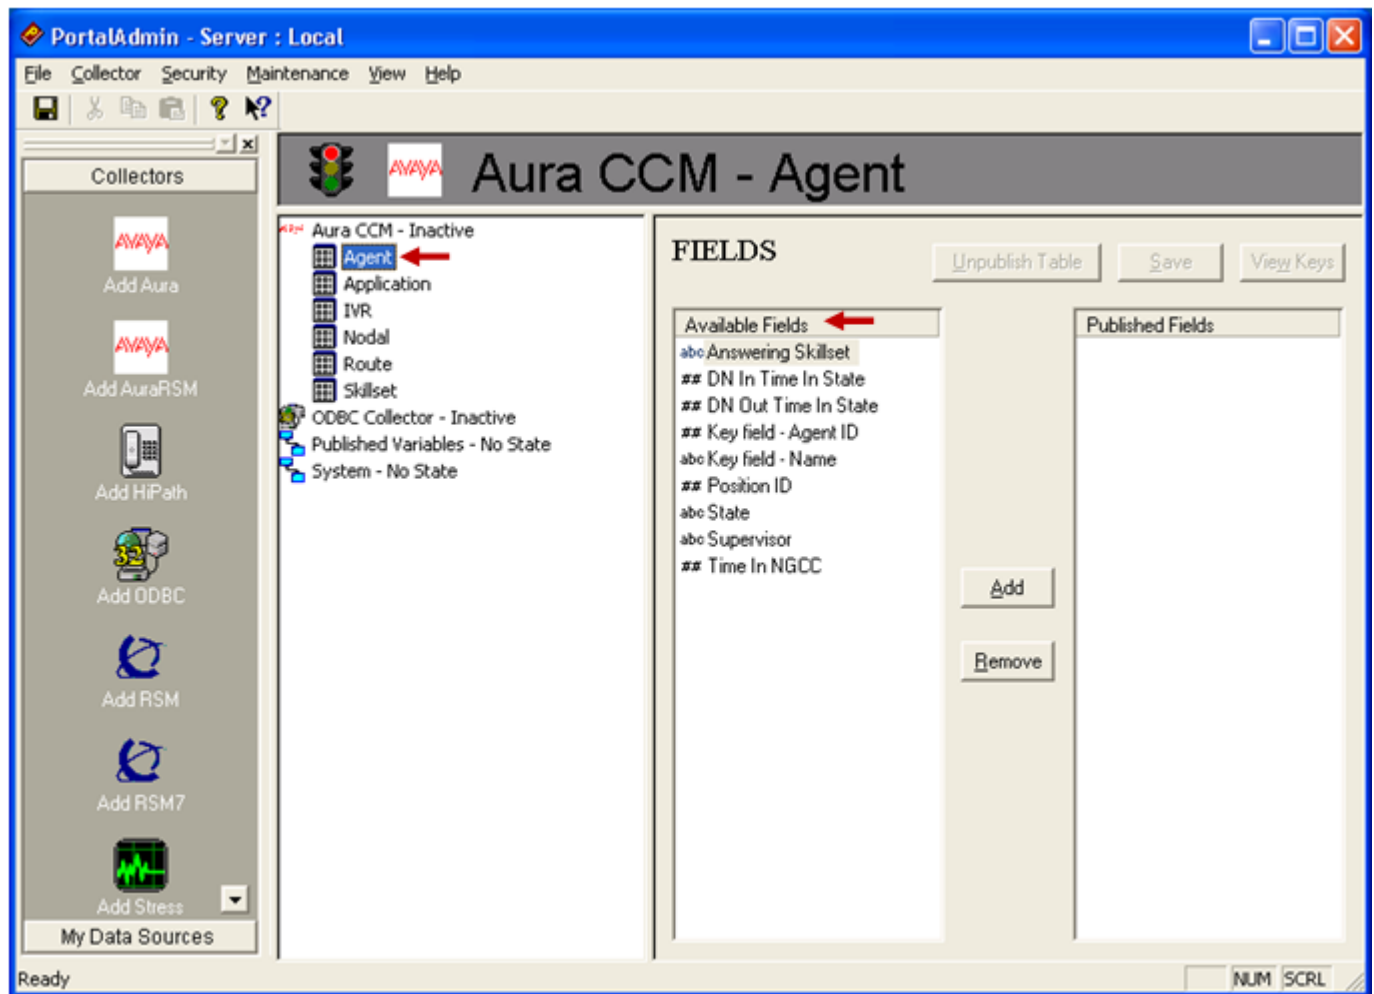 PortalAdmin - Server : Local
File Collector Security Maintenance View Help
Collectors
AVAYA
Add Aura
AVAYA
Add AuraRSM
Add HiPath
32
Add ODBC
Add RSM
Add RSM7
Add Stress
My Data Sources
AVAYA Aura CCM - Agent
Aura CCM - Inactive
Agent
Application
IVR
Nodal
Route
Skillset
ODBC Collector - Inactive
Published Variables - No State
System - No State
FIELDS
Unpublish Table Save View Keys
Available Fields
abc Answering Skillset
## DN In Time In State
## DN Out Time In State
## Key field - Agent ID
abc Key field - Name
## Position ID
abc State
abc Supervisor
## Time In NGCC
Add
Remove
Published Fields
Ready NUM SCRL